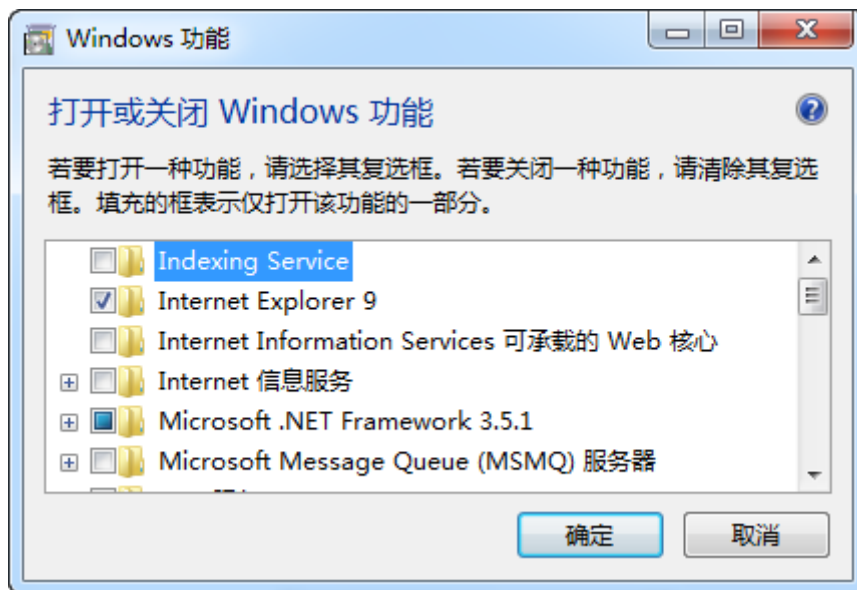 Windows 功能
打开或关闭 Windows 功能
若要打开一种功能，请选择其复选框。若要关闭一种功能，请清除其复选
框。填充的框表示仅打开该功能的一部分。
Indexing Service
Internet Explorer 9
Internet Information Services 可承载的 Web 核心
Internet 信息服务
Microsoft .NET Framework 3.5.1
Microsoft Message Queue (MSMQ) 服务器
确定
取消